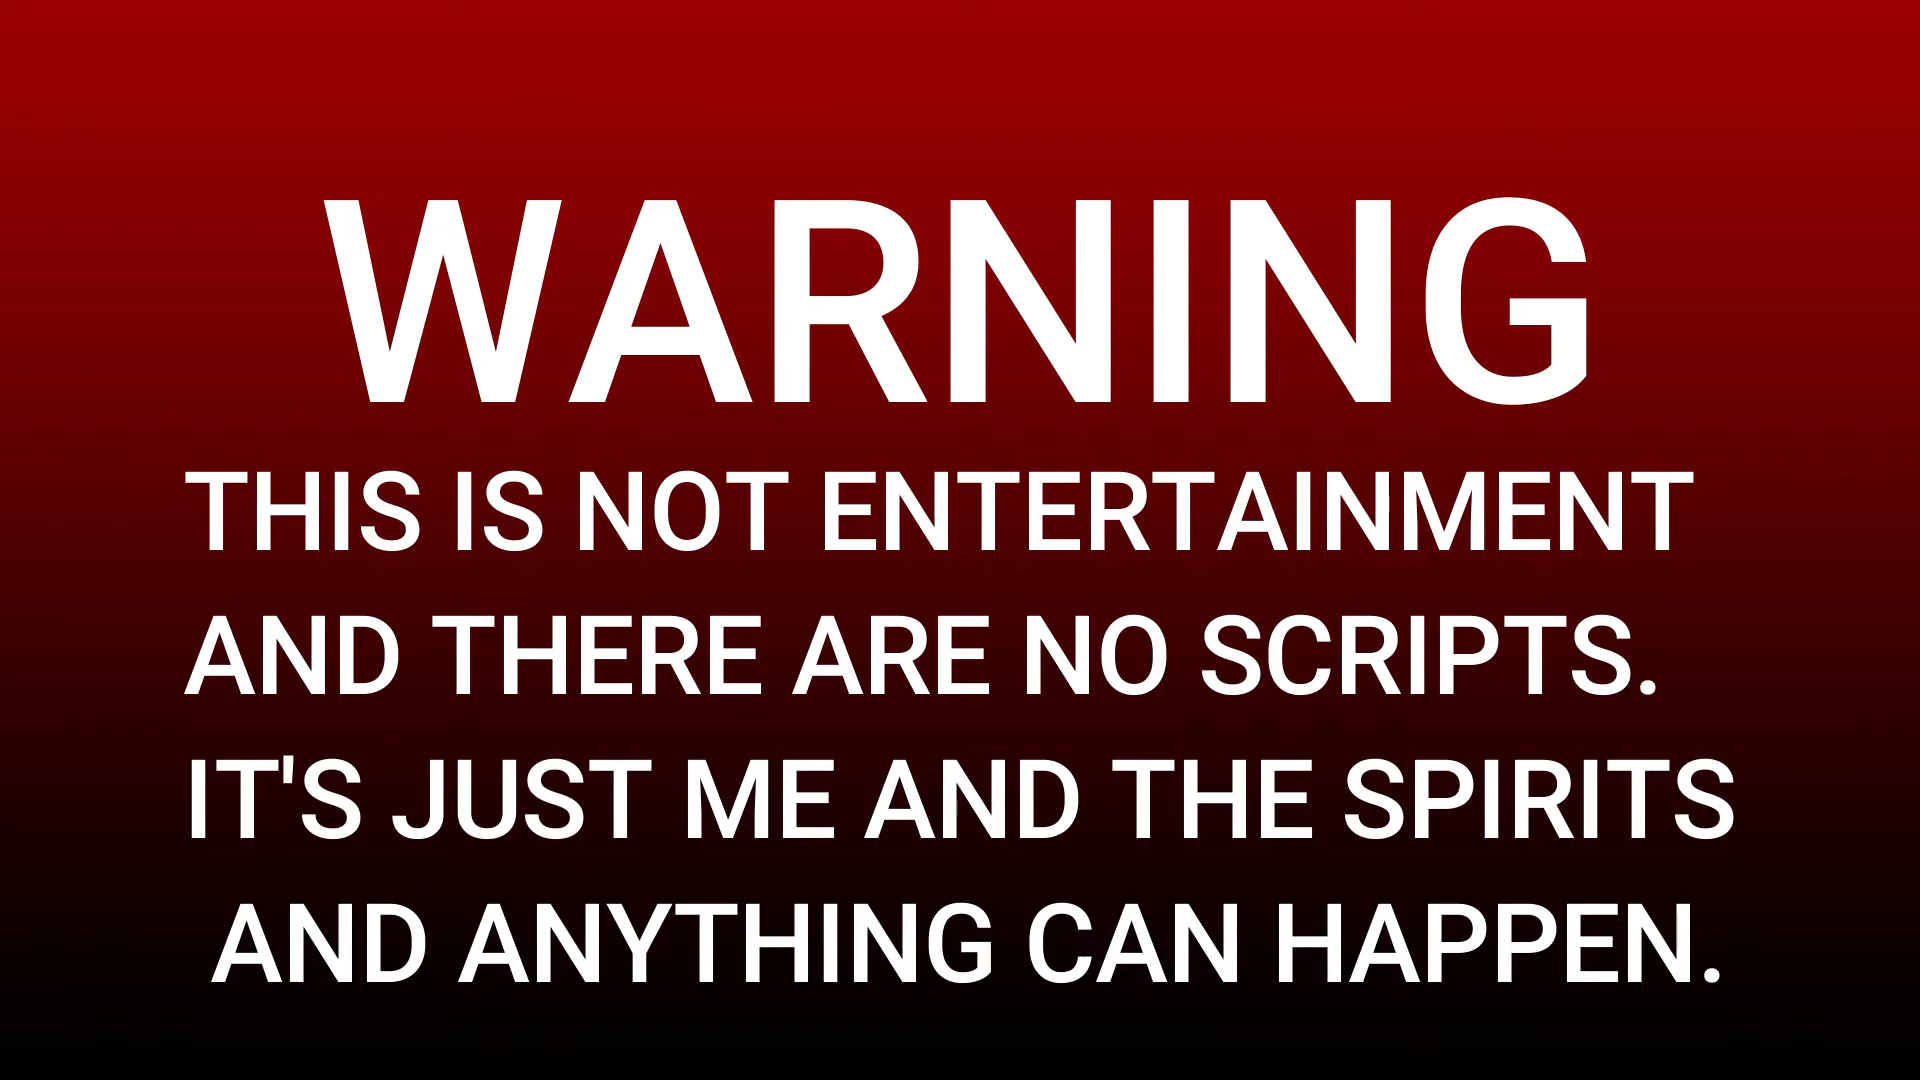 WARNING
THIS IS NOT ENTERTAINMENT
AND THERE ARE NO SCRIPTS.
IT'S JUST ME AND THE SPIRITS
AND ANYTHING CAN HAPPEN.